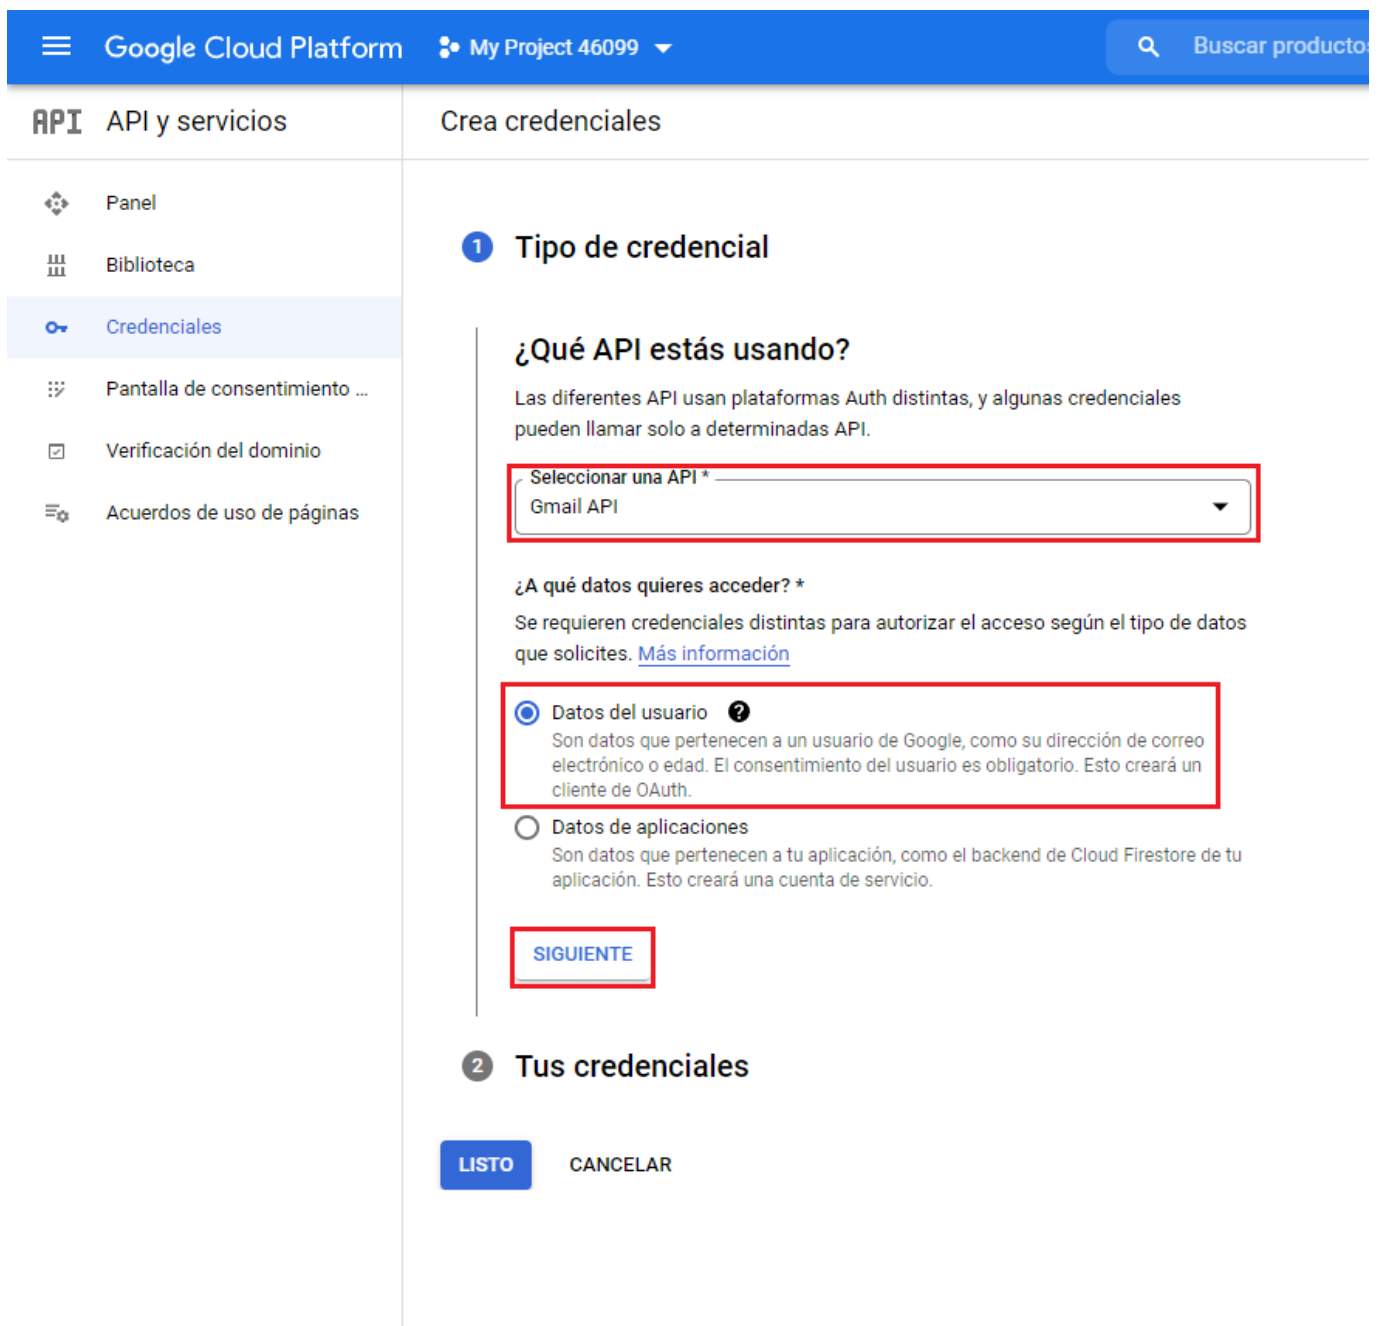 Google Cloud Platform
My Project 46099
Buscar productos
API API y servicios
Crea credenciales
Panel
Biblioteca
Credenciales
Pantalla de consentimiento ...
Verificación del dominio
Acuerdos de uso de páginas
1 Tipo de credencial
¿Qué API estás usando?
Las diferentes API usan plataformas Auth distintas, y algunas credenciales
pueden llamar solo a determinadas API.
Seleccionar una API *
Gmail API
¿A qué datos quieres acceder? *
Se requieren credenciales distintas para autorizar el acceso según el tipo de datos
que solicites. Más información
Datos del usuario ?
Son datos que pertenecen a un usuario de Google, como su dirección de correo
electrónico o edad. El consentimiento del usuario es obligatorio. Esto creará un
cliente de OAuth.
Datos de aplicaciones
Son datos que pertenecen a tu aplicación, como el backend de Cloud Firestore de tu
aplicación. Esto creará una cuenta de servicio.
SIGUIENTE
2 Tus credenciales
LISTO
CANCELAR